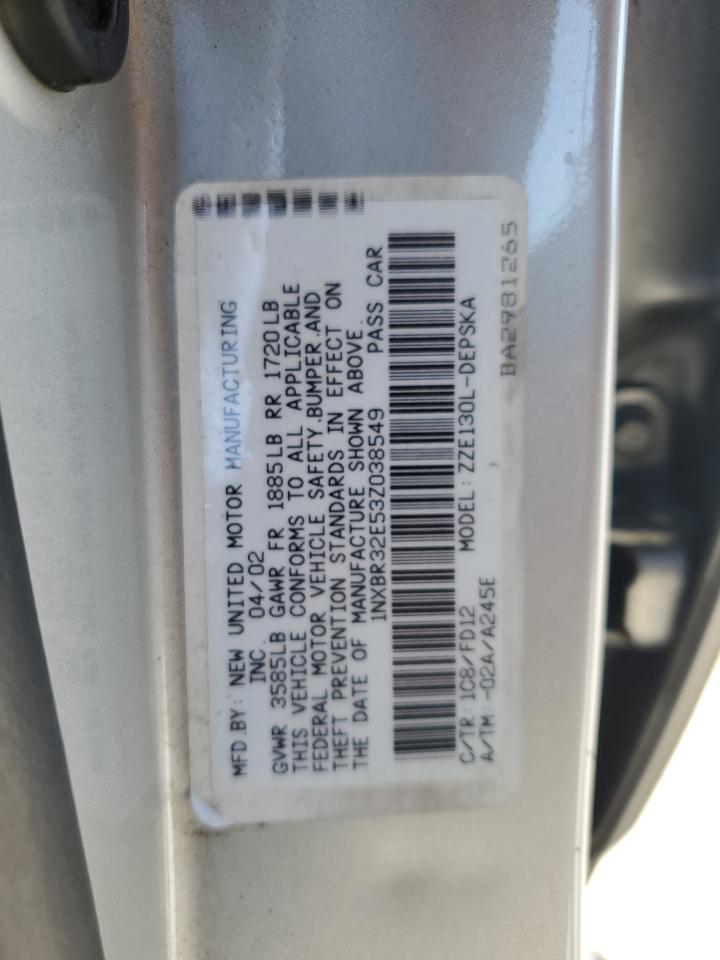 MFD.BY: NEW UNITED MOTOR MANUFACTURING
INC. 04/02
GVWR 3585LB GAWR FR 1885LB RR 1720LB
THIS VEHICLE CONFORMS TO ALL APPLICABLE
FEDERAL MOTOR VEHICLE SAFETY.BUMPER.AND
THEFT PREVENTION STANDARDS IN EFFECT ON
THE DATE OF MANUFACTURE SHOWN ABOVE.
1NXBR32E53Z038549 PASS CAR
C/TR: 1C8/FD12 MODEL: ZZE130L-DEPSKA
A/TM: -02A/A245E
BA2981265